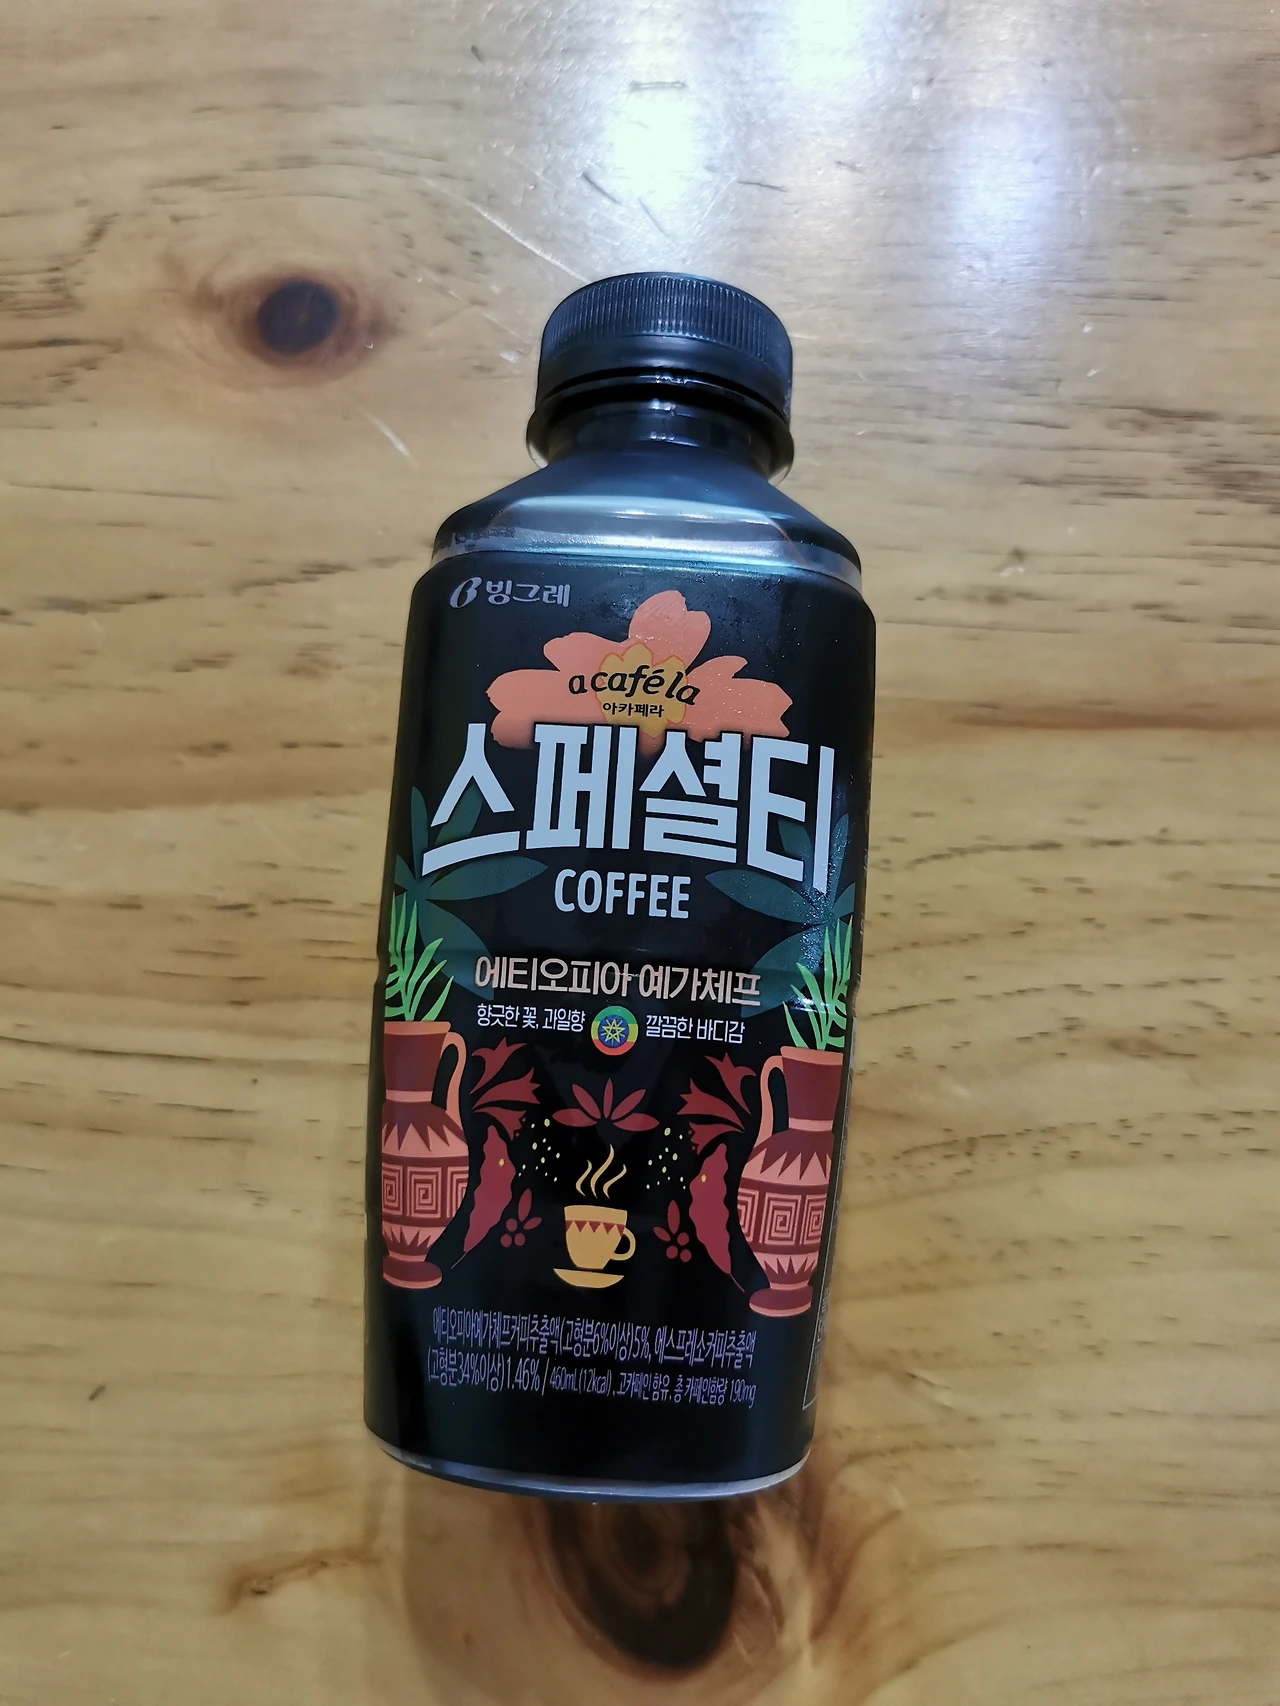 빙그레
acaféla
아카페라
스페셜티
COFFEE
에티오피아 예가체프
향긋한 꽃, 과일향 깔끔한 바디감
에티오피아예가체프커피추출액(고형분6%이상)5%, 에스프레소커피추출액
(고형분34%이상)1.46% / 460mL(12kcal), 고카페인 함유, 총 카페인함량 190mg